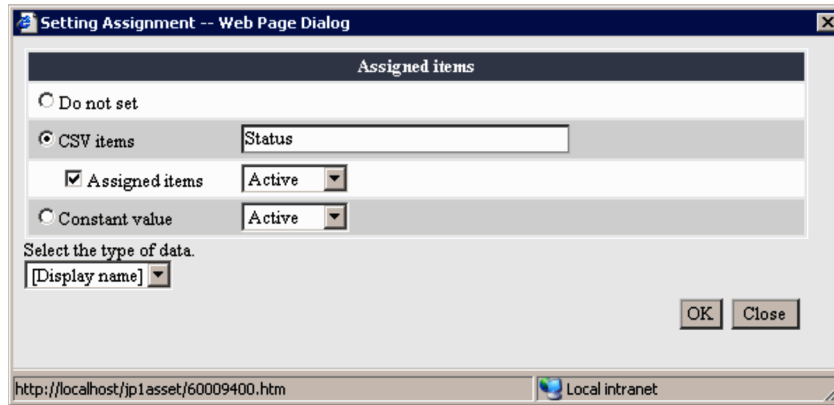 Setting Assignment -- Web Page Dialog
Assigned items
Do not set
CSV items Status
Assigned items Active
Constant value Active
Select the type of data.
[Display name]
OK Close
http://localhost/jp1asset/60009400.htm Local intranet